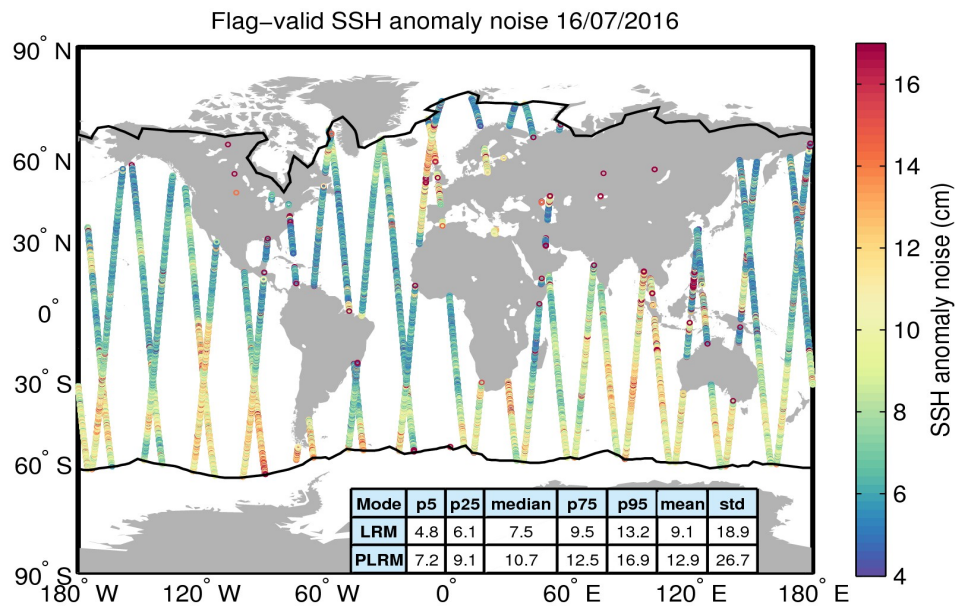 Flag−valid SSH anomaly noise 16/07/2016
90° N
60° N
30° N
0°
30° S
60° S
90° S
180° W
120° W
60° W
0°
60° E
120° E
180° E
Mode p5 p25 median p75 p95 mean std
LRM 4.8 6.1 7.5 9.5 13.2 9.1 18.9
PLRM 7.2 9.1 10.7 12.5 16.9 12.9 26.7
16
14
12
10
8
6
4
SSH anomaly noise (cm)